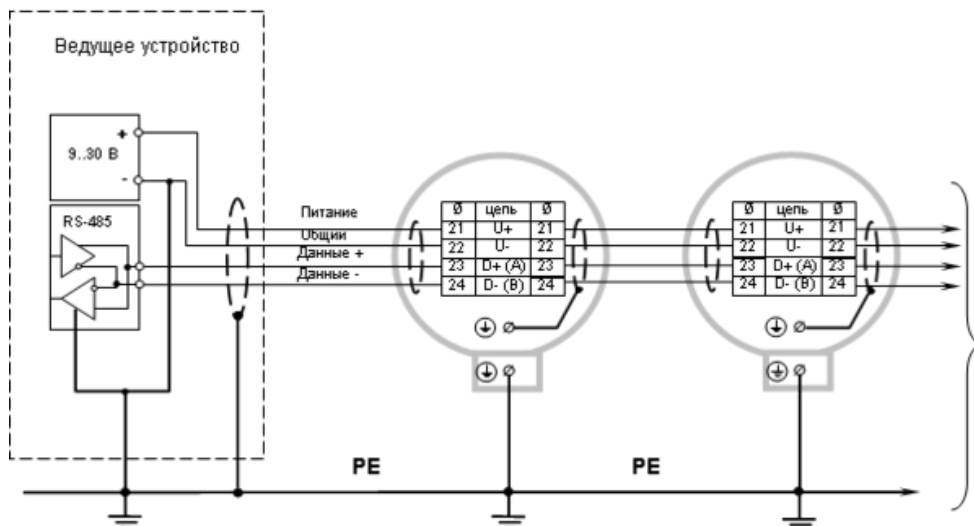 Ведущее устройство
+
9..30 В
-
RS-485
Питание
Общий
Данные +
Данные -
Ø цепь Ø
21 U+ 21
22 U- 22
23 D+ (A) 23
24 D- (B) 24
Ø цепь Ø
21 U+ 21
22 U- 22
23 D+ (A) 23
24 D- (B) 24
PE
PE